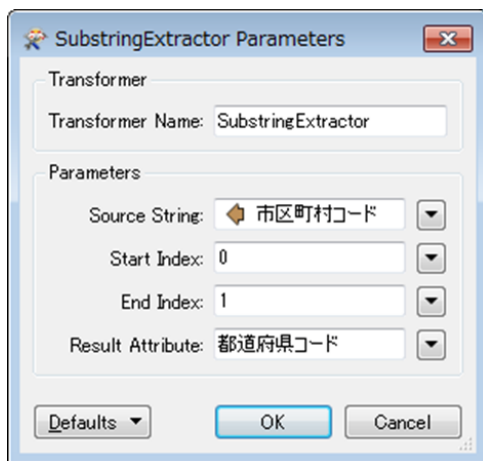 SubstringExtractor Parameters
Transformer
Transformer Name: SubstringExtractor
Parameters
Source String: 市区町村コード
Start Index: 0
End Index: 1
Result Attribute: 都道府県コード
Defaults OK Cancel